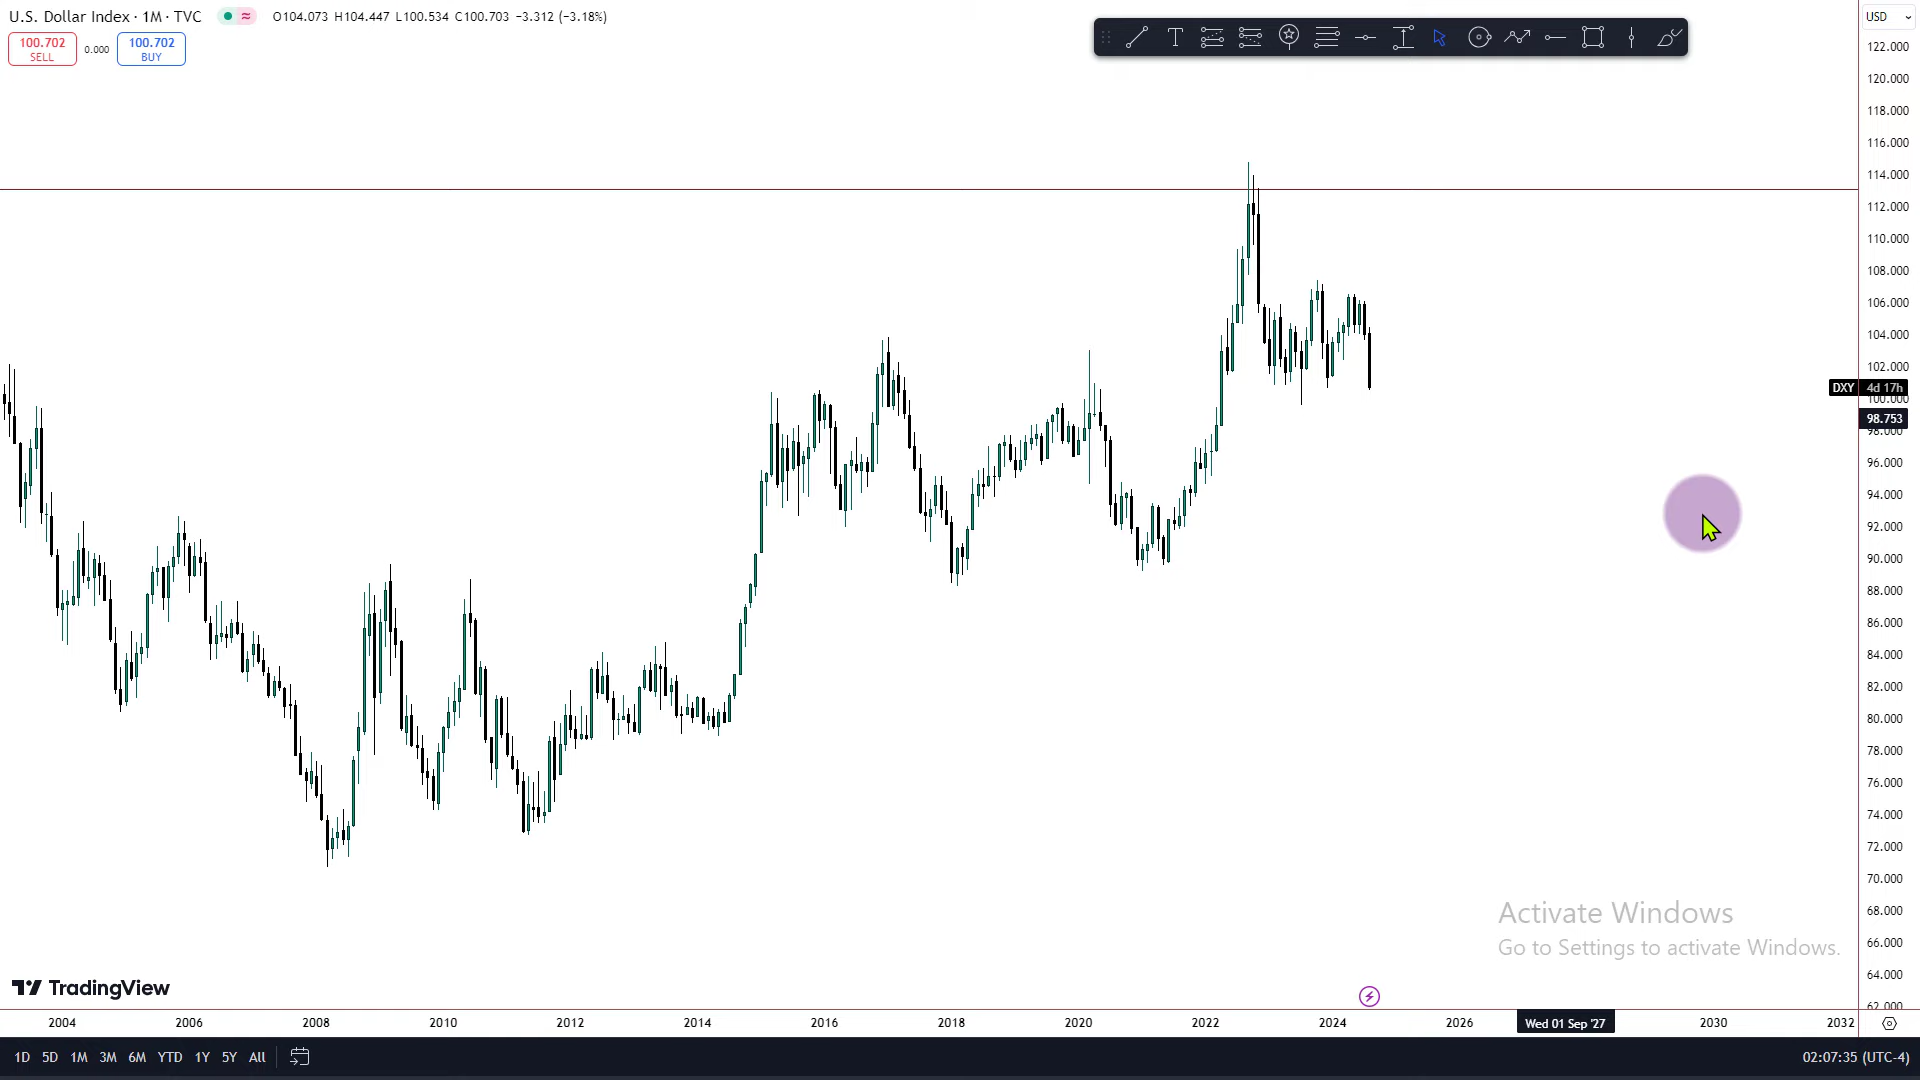 U.S. Dollar Index · 1M · TVC
O104.073 H104.447 L100.534 C100.703 −3.312 (−3.18%)
USD
100.702
SELL
0.000
100.702
BUY
122.000
120.000
118.000
116.000
114.000
112.000
110.000
108.000
106.000
104.000
102.000
DXY 4d 17h
100.000
98.753
98.000
96.000
94.000
92.000
90.000
88.000
86.000
84.000
82.000
80.000
78.000
76.000
74.000
72.000
70.000
68.000
66.000
64.000
62.000
Activate Windows
Go to Settings to activate Windows.
TradingView
2004 2006 2008 2010 2012 2014 2016 2018 2020 2022 2024 2026 Wed 01 Sep '27 2030 2032
1D 5D 1M 3M 6M YTD 1Y 5Y All
02:07:35 (UTC-4)